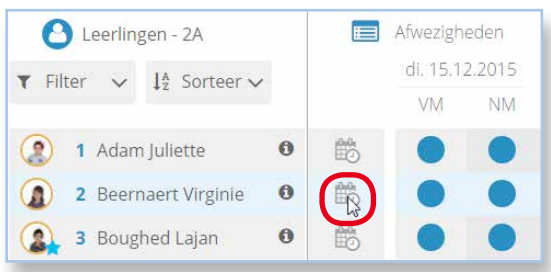 Leerlingen - 2A
Afwezigheden
Filter Sorteer
di. 15.12.2015
VM NM
1 Adam Juliette
2 Beernaert Virginie
3 Boughed Lajan